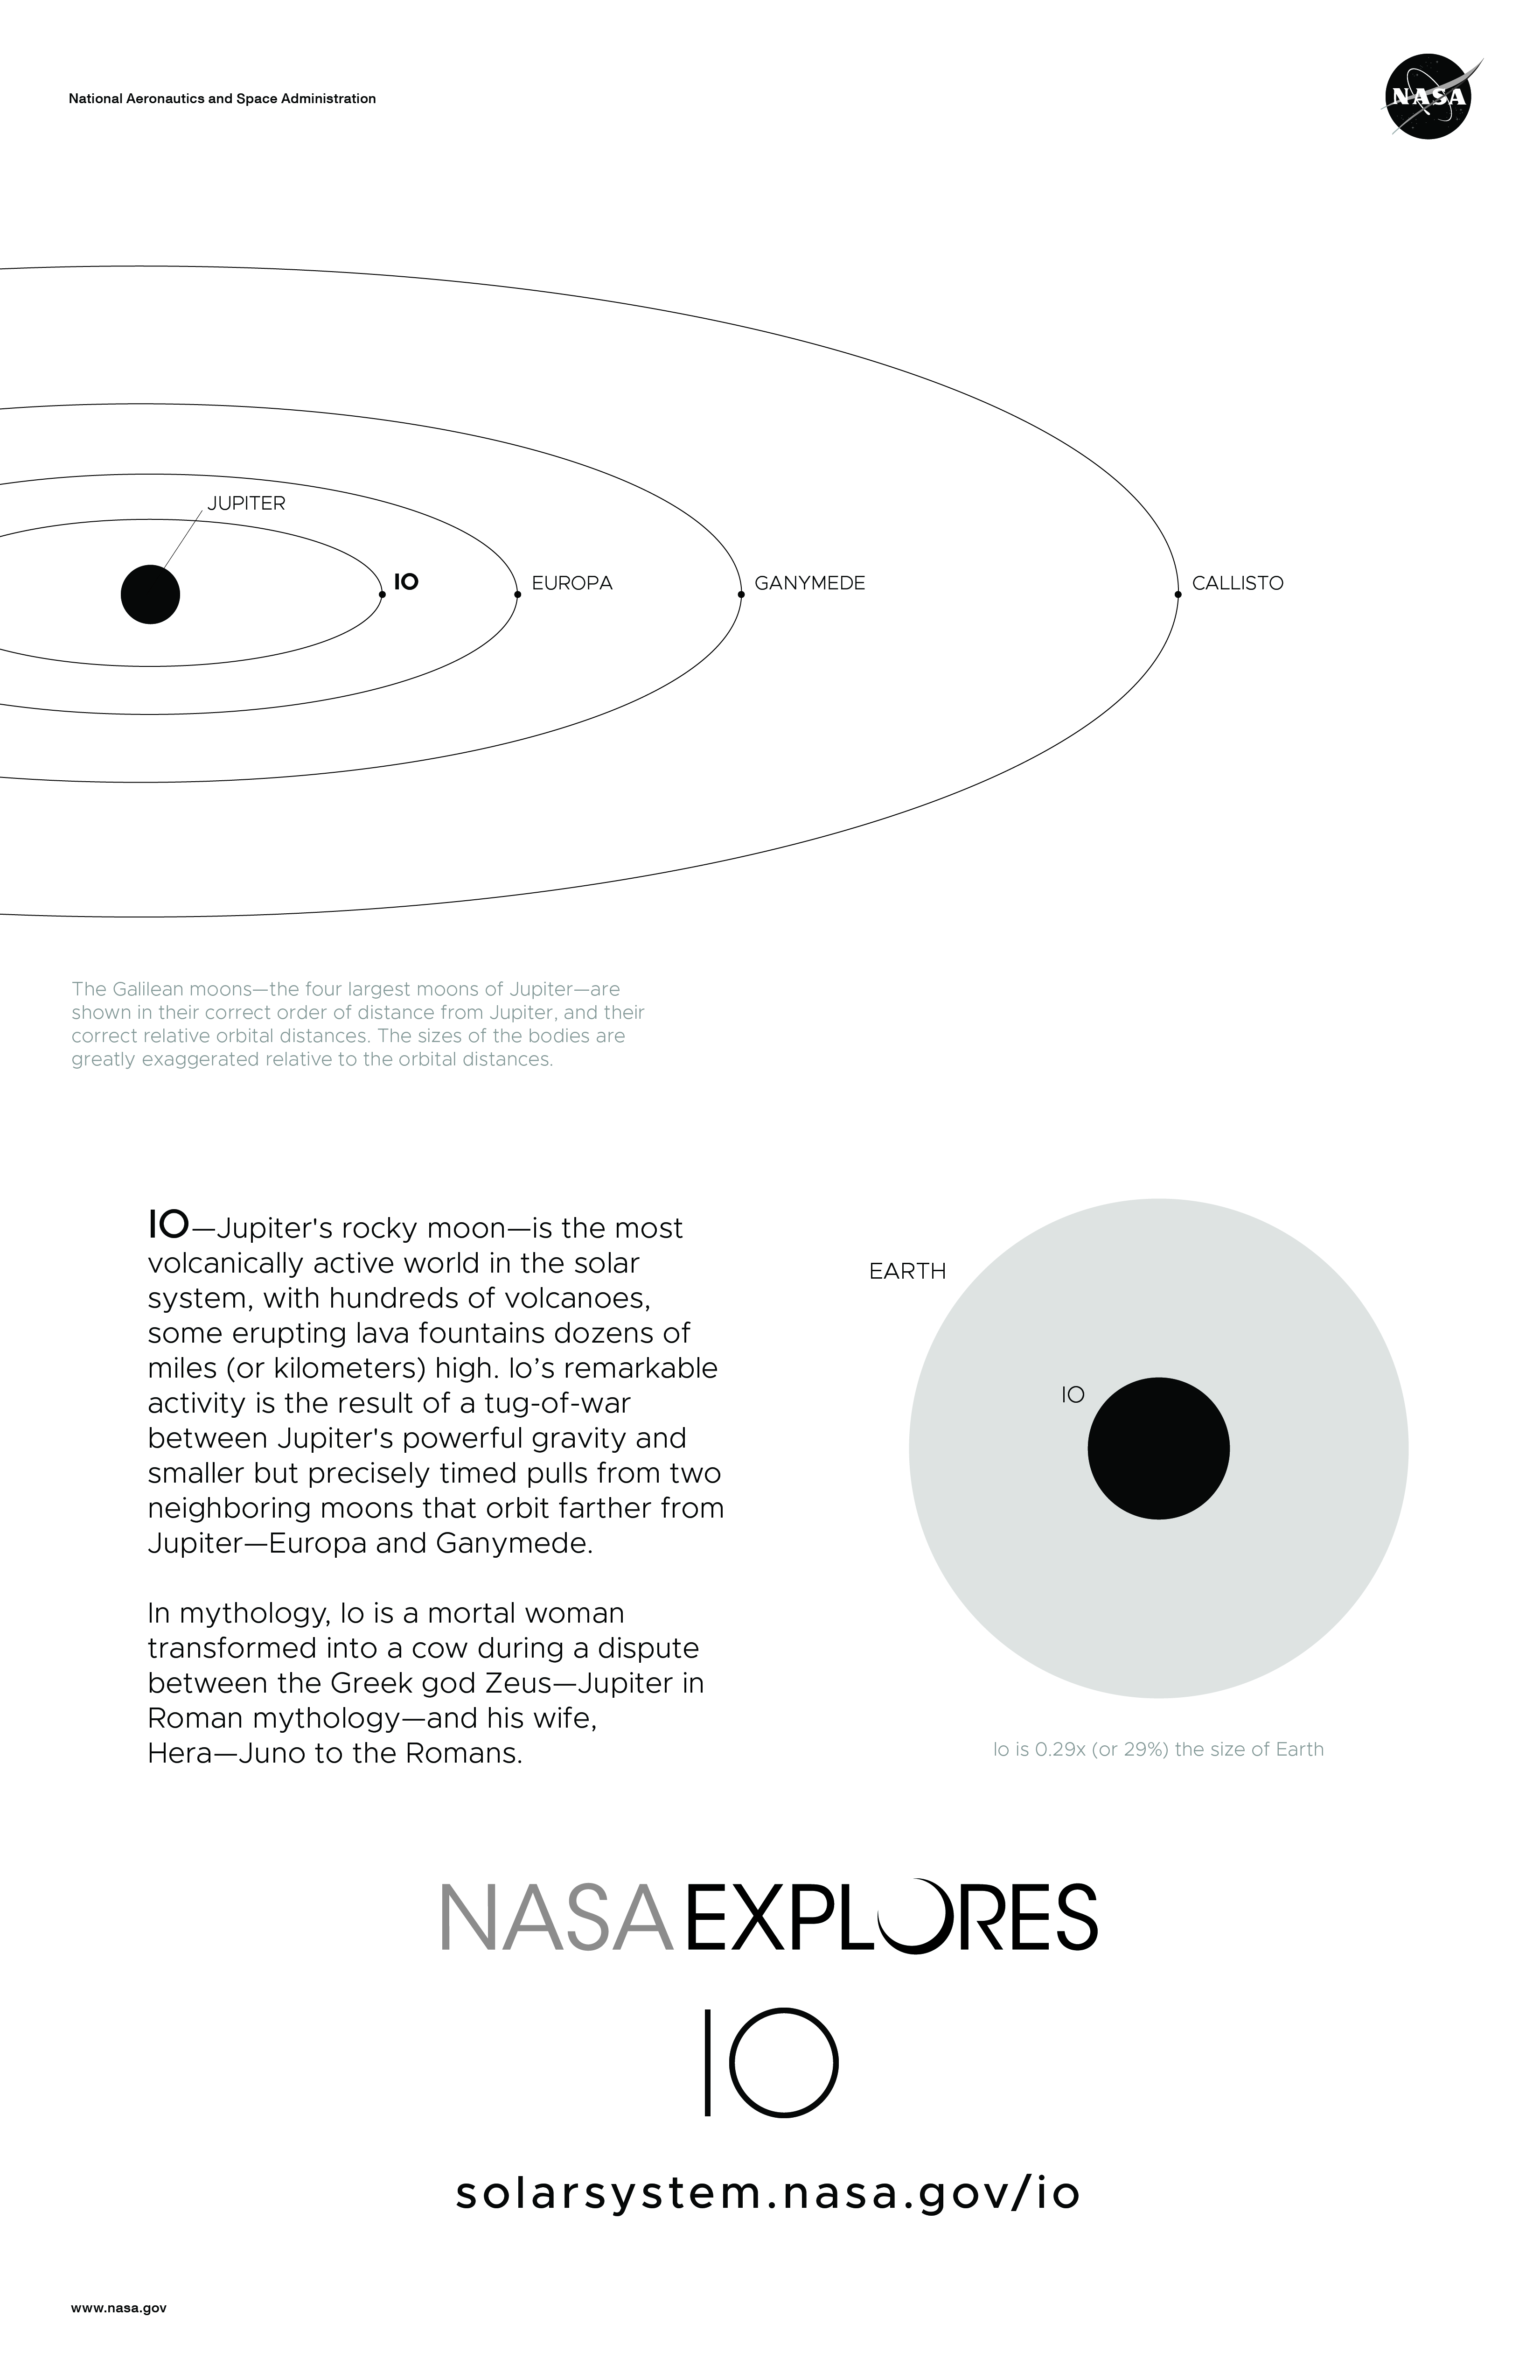 National Aeronautics and Space Administration
NASA
JUPITER
IO
EUROPA
GANYMEDE
CALLISTO
The Galilean moons—the four largest moons of Jupiter—are
shown in their correct order of distance from Jupiter, and their
correct relative orbital distances. The sizes of the bodies are
greatly exaggerated relative to the orbital distances.
IO—Jupiter's rocky moon—is the most
volcanically active world in the solar
system, with hundreds of volcanoes,
some erupting lava fountains dozens of
miles (or kilometers) high. Io’s remarkable
activity is the result of a tug-of-war
between Jupiter's powerful gravity and
smaller but precisely timed pulls from two
neighboring moons that orbit farther from
Jupiter—Europa and Ganymede.
In mythology, Io is a mortal woman
transformed into a cow during a dispute
between the Greek god Zeus—Jupiter in
Roman mythology—and his wife,
Hera—Juno to the Romans.
EARTH
IO
Io is 0.29x (or 29%) the size of Earth
NASA EXPLORES
IO
solarsystem.nasa.gov/io
www.nasa.gov